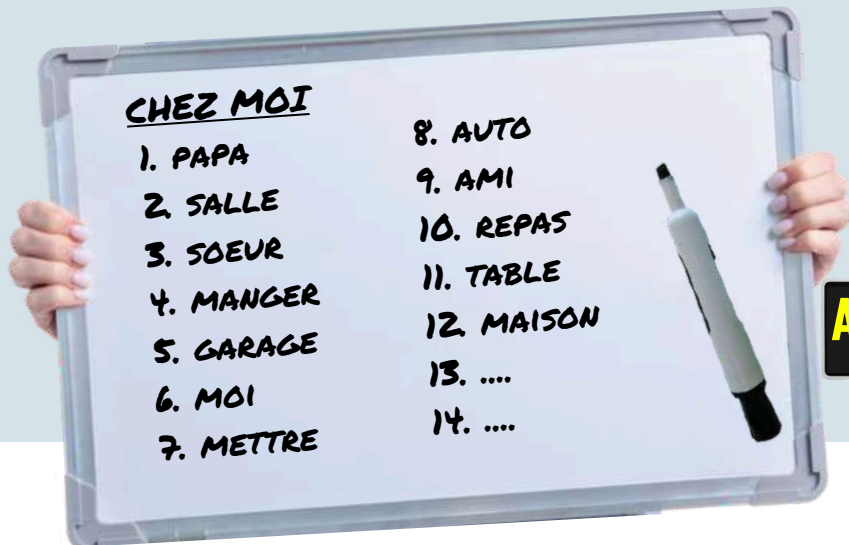 CHEZ MOI
1. PAPA
2. SALLE
3. SOEUR
4. MANGER
5. GARAGE
6. MOI
7. METTRE
8. AUTO
9. AMI
10. REPAS
11. TABLE
12. MAISON
13. ....
14. ....
A